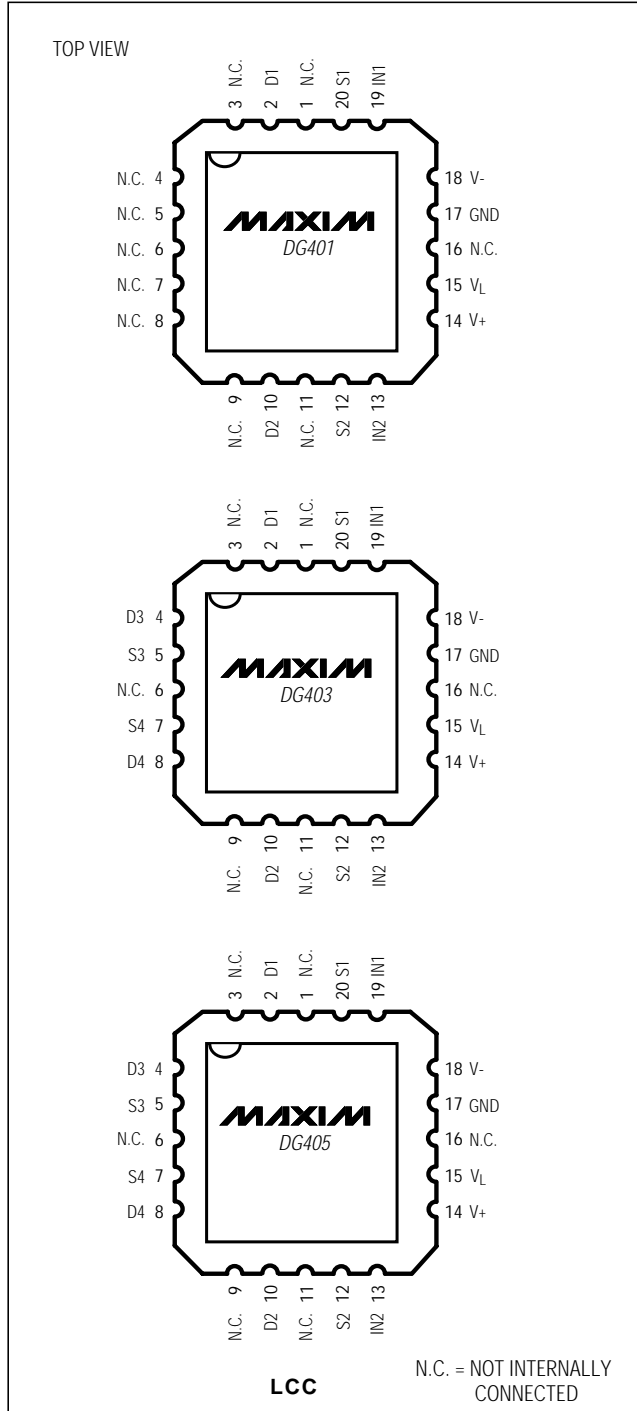 TOP VIEW
3 N.C.
2 D1
1 N.C.
20 S1
19 IN1
N.C. 4
N.C. 5
N.C. 6
N.C. 7
N.C. 8
MAXIM
DG401
18 V-
17 GND
16 N.C.
15 VL
14 V+
N.C. 9
D2 10
N.C. 11
S2 12
IN2 13
3 N.C.
2 D1
1 N.C.
20 S1
19 IN1
D3 4
S3 5
N.C. 6
S4 7
D4 8
MAXIM
DG403
18 V-
17 GND
16 N.C.
15 VL
14 V+
N.C. 9
D2 10
N.C. 11
S2 12
IN2 13
3 N.C.
2 D1
1 N.C.
20 S1
19 IN1
D3 4
S3 5
N.C. 6
S4 7
D4 8
MAXIM
DG405
18 V-
17 GND
16 N.C.
15 VL
14 V+
N.C. 9
D2 10
N.C. 11
S2 12
IN2 13
LCC
N.C. = NOT INTERNALLY
CONNECTED